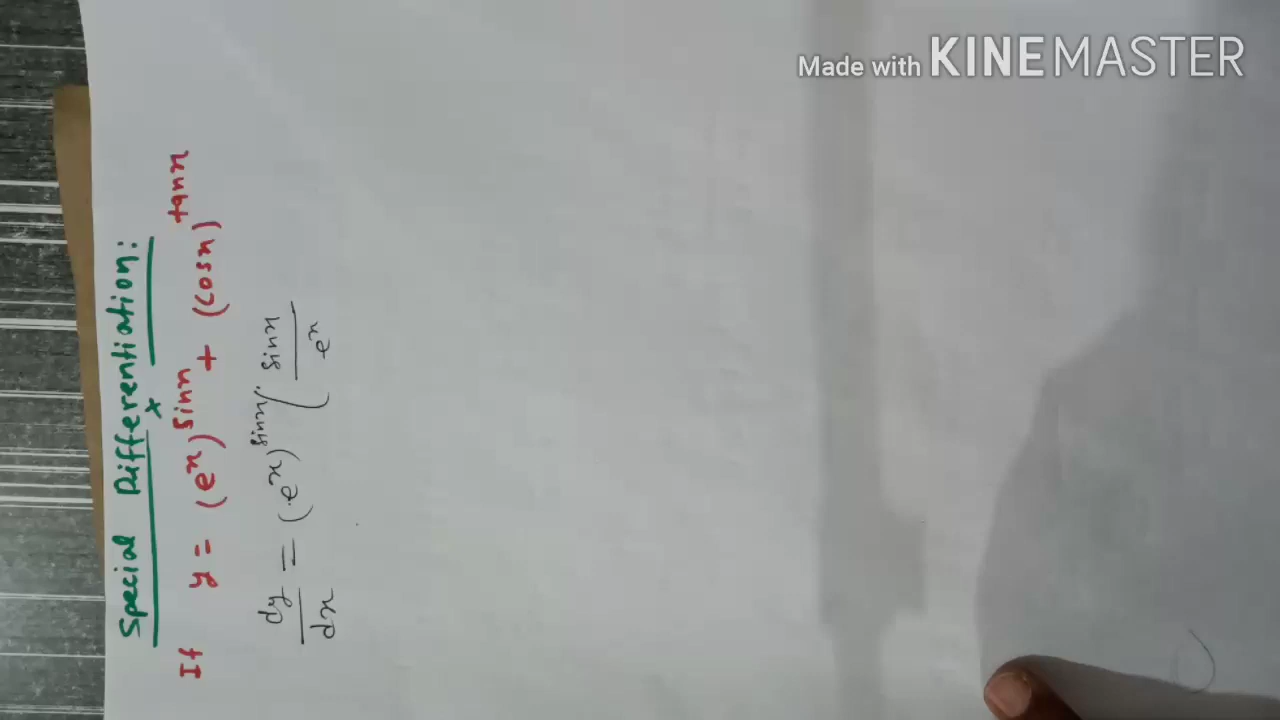 Made with KINEMASTER
Special Differentiation:
If y = (e^x)^sinx + (cosx)^tanx
dy/dx = (e^x)^sinx { sinx/e^x